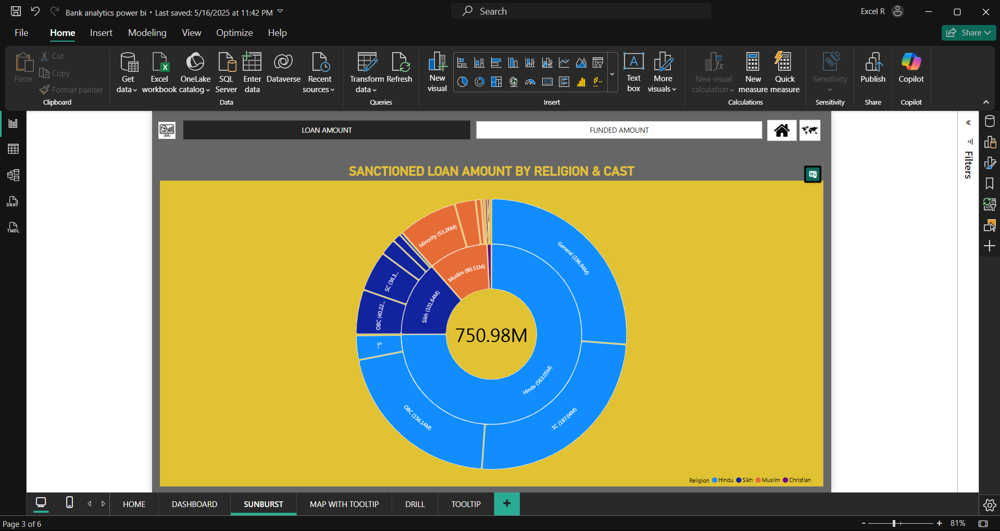 Bank analytics power bi • Last saved: 5/16/2025 at 11:42 PM
Search
Excel R
File
Home
Insert
Modeling
View
Optimize
Help
Share
Paste
Cut
Copy
Format painter
Clipboard
Get data
Excel workbook
OneLake catalog
SQL Server
Enter data
Dataverse
Recent sources
Data
Transform data
Refresh
Queries
New visual
123
Text box
More visuals
Insert
New visual calculation
New measure
Quick measure
Calculations
Sensitivity
Sensitivity
Publish
Share
Copilot
Copilot
DAX
TMDL
LOAN AMOUNT
FUNDED AMOUNT
Filters
SANCTIONED LOAN AMOUNT BY RELIGION & CAST
General (196.94M)
SC (187.04M)
OBC (156.14M)
S...
OBC (40.22...
SC (36.3...
Minority (53.26M)
Muslim (80.51M)
Sikh (101.64M)
Hindu (563.05M)
750.98M
Religion Hindu Sikh Muslim Christian
HOME
DASHBOARD
SUNBURST
MAP WITH TOOLTIP
DRILL
TOOLTIP
+
Page 3 of 6
- + 81%